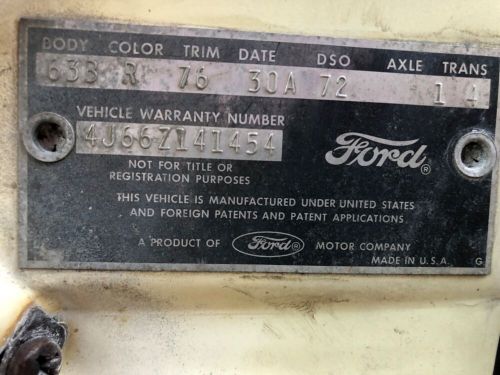 BODY COLOR TRIM DATE DSO AXLE TRANS
63B R 76 30A 72 1 4
VEHICLE WARRANTY NUMBER
4J66Z141454
Ford®
NOT FOR TITLE OR
REGISTRATION PURPOSES
THIS VEHICLE IS MANUFACTURED UNDER UNITED STATES
AND FOREIGN PATENTS AND PATENT APPLICATIONS
A PRODUCT OF Ford® MOTOR COMPANY
MADE IN U.S.A. G